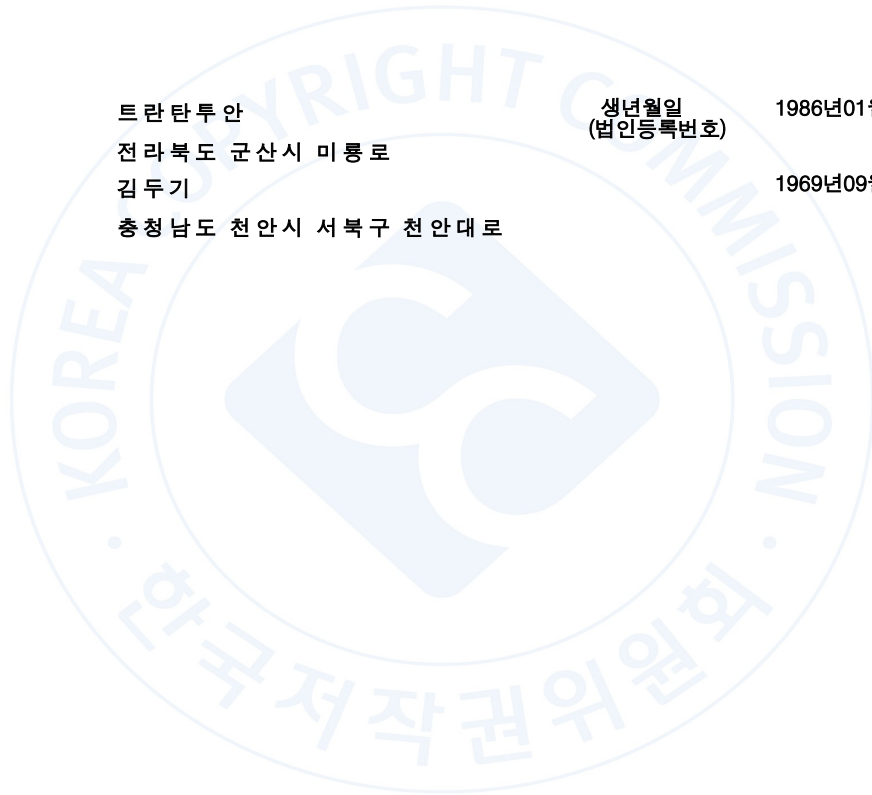 트란탄투안 생년월일 1986년01월
(법인등록번호)
전라북도 군산시 미룡로
김두기 1969년09월
충청남도 천안시 서북구 천안대로
KOREA COPYRIGHT COMMISSION
한국저작권위원회